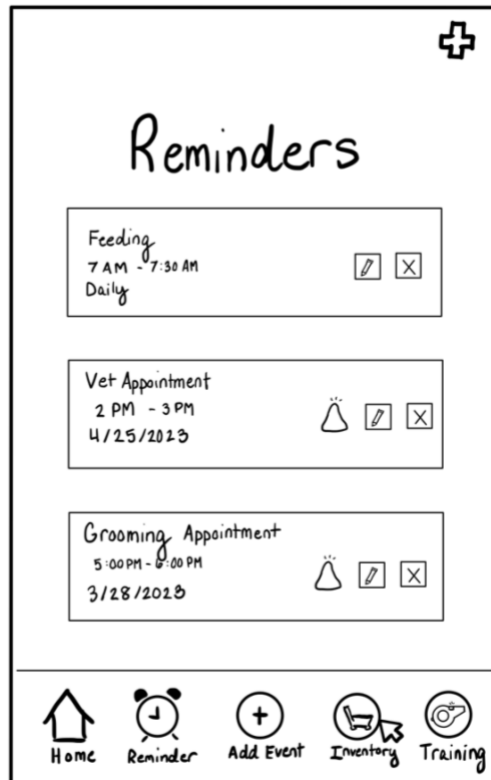 Reminders
Feeding
7 AM - 7:30 AM
Daily
Vet Appointment
2 PM - 3 PM
4/25/2023
Grooming Appointment
5:00 PM - 6:00 PM
3/28/2023
Home
Reminder
Add Event
Inventory
Training